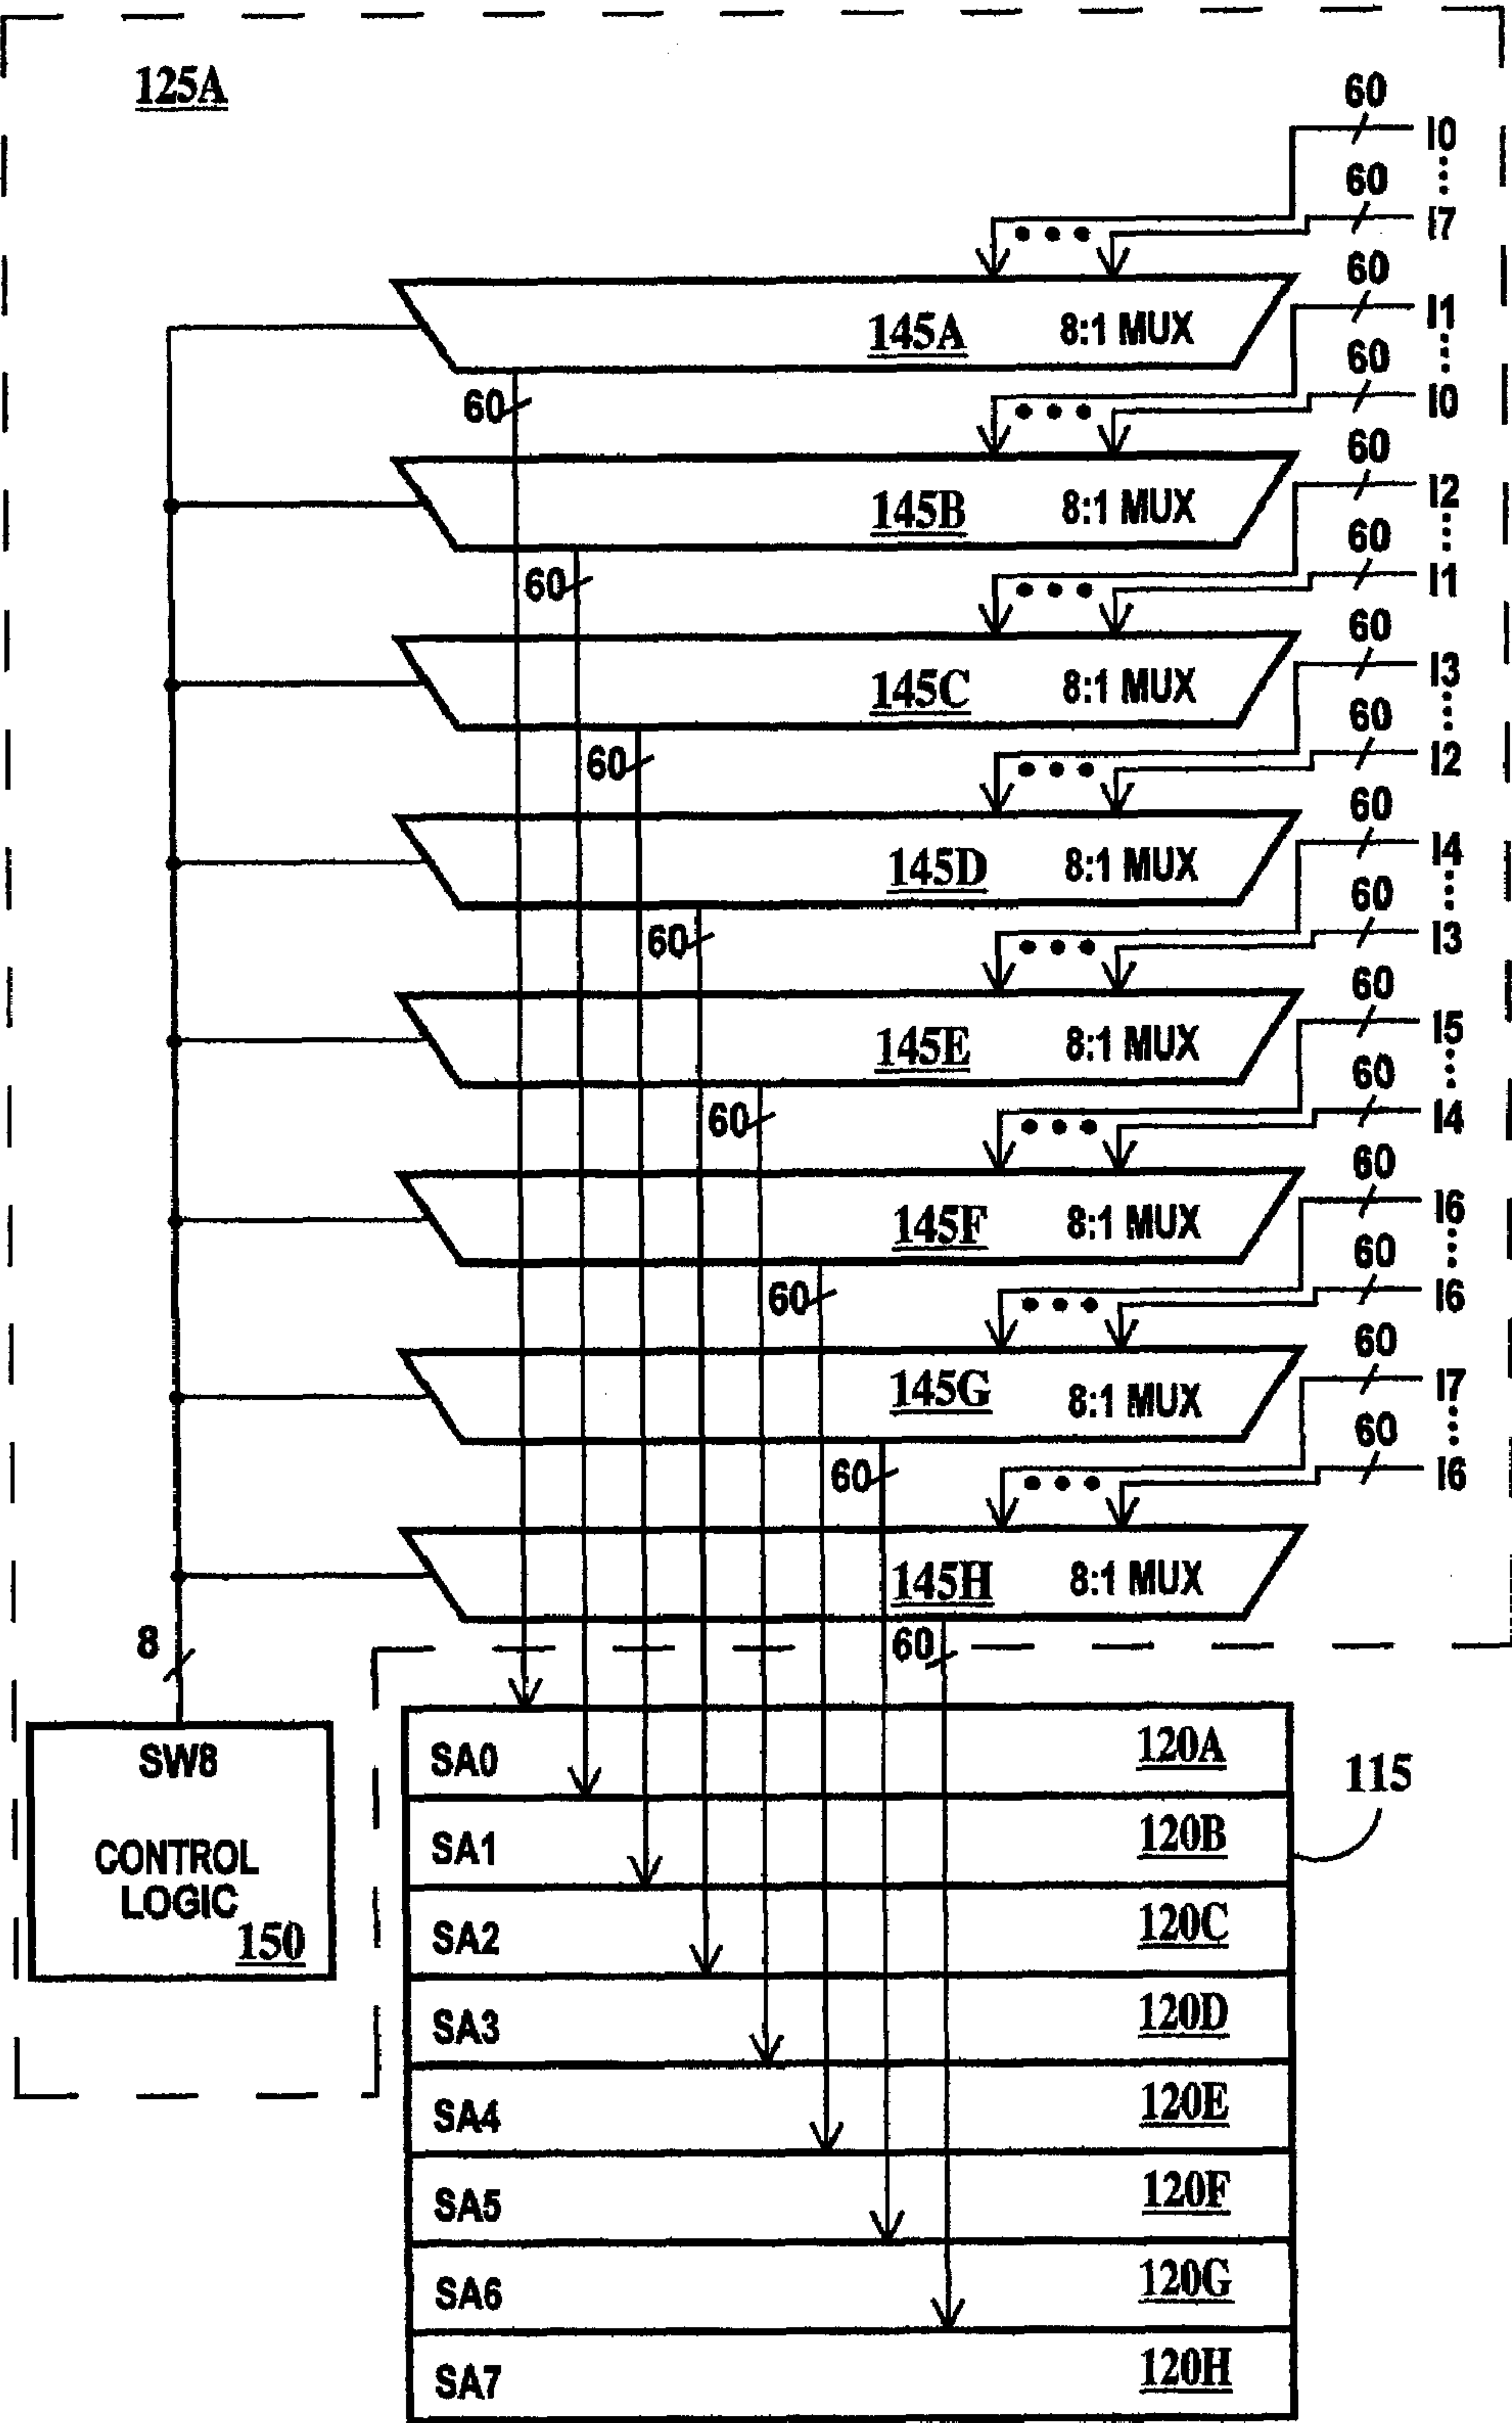 125A
60
I0
60
I7
145A 8:1 MUX
60
60
I1
60
I0
145B 8:1 MUX
60
60
I2
60
I1
145C 8:1 MUX
60
60
I3
60
I2
145D 8:1 MUX
60
60
I4
60
I3
145E 8:1 MUX
60
60
I5
60
I4
145F 8:1 MUX
60
60
I6
60
I6
145G 8:1 MUX
60
60
I7
60
I6
145H 8:1 MUX
60
8
SW8
CONTROL
LOGIC
150
SA0 120A
115
SA1 120B
SA2 120C
SA3 120D
SA4 120E
SA5 120F
SA6 120G
SA7 120H